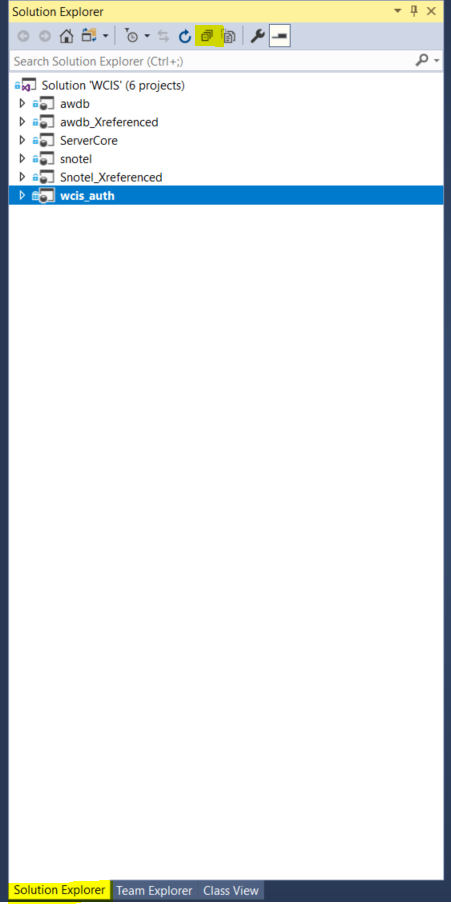 Solution Explorer
Search Solution Explorer (Ctrl+;)
Solution 'WCIS' (6 projects)
awdb
awdb_Xreferenced
ServerCore
snotel
Snotel_Xreferenced
wcis_auth
Solution Explorer Team Explorer Class View